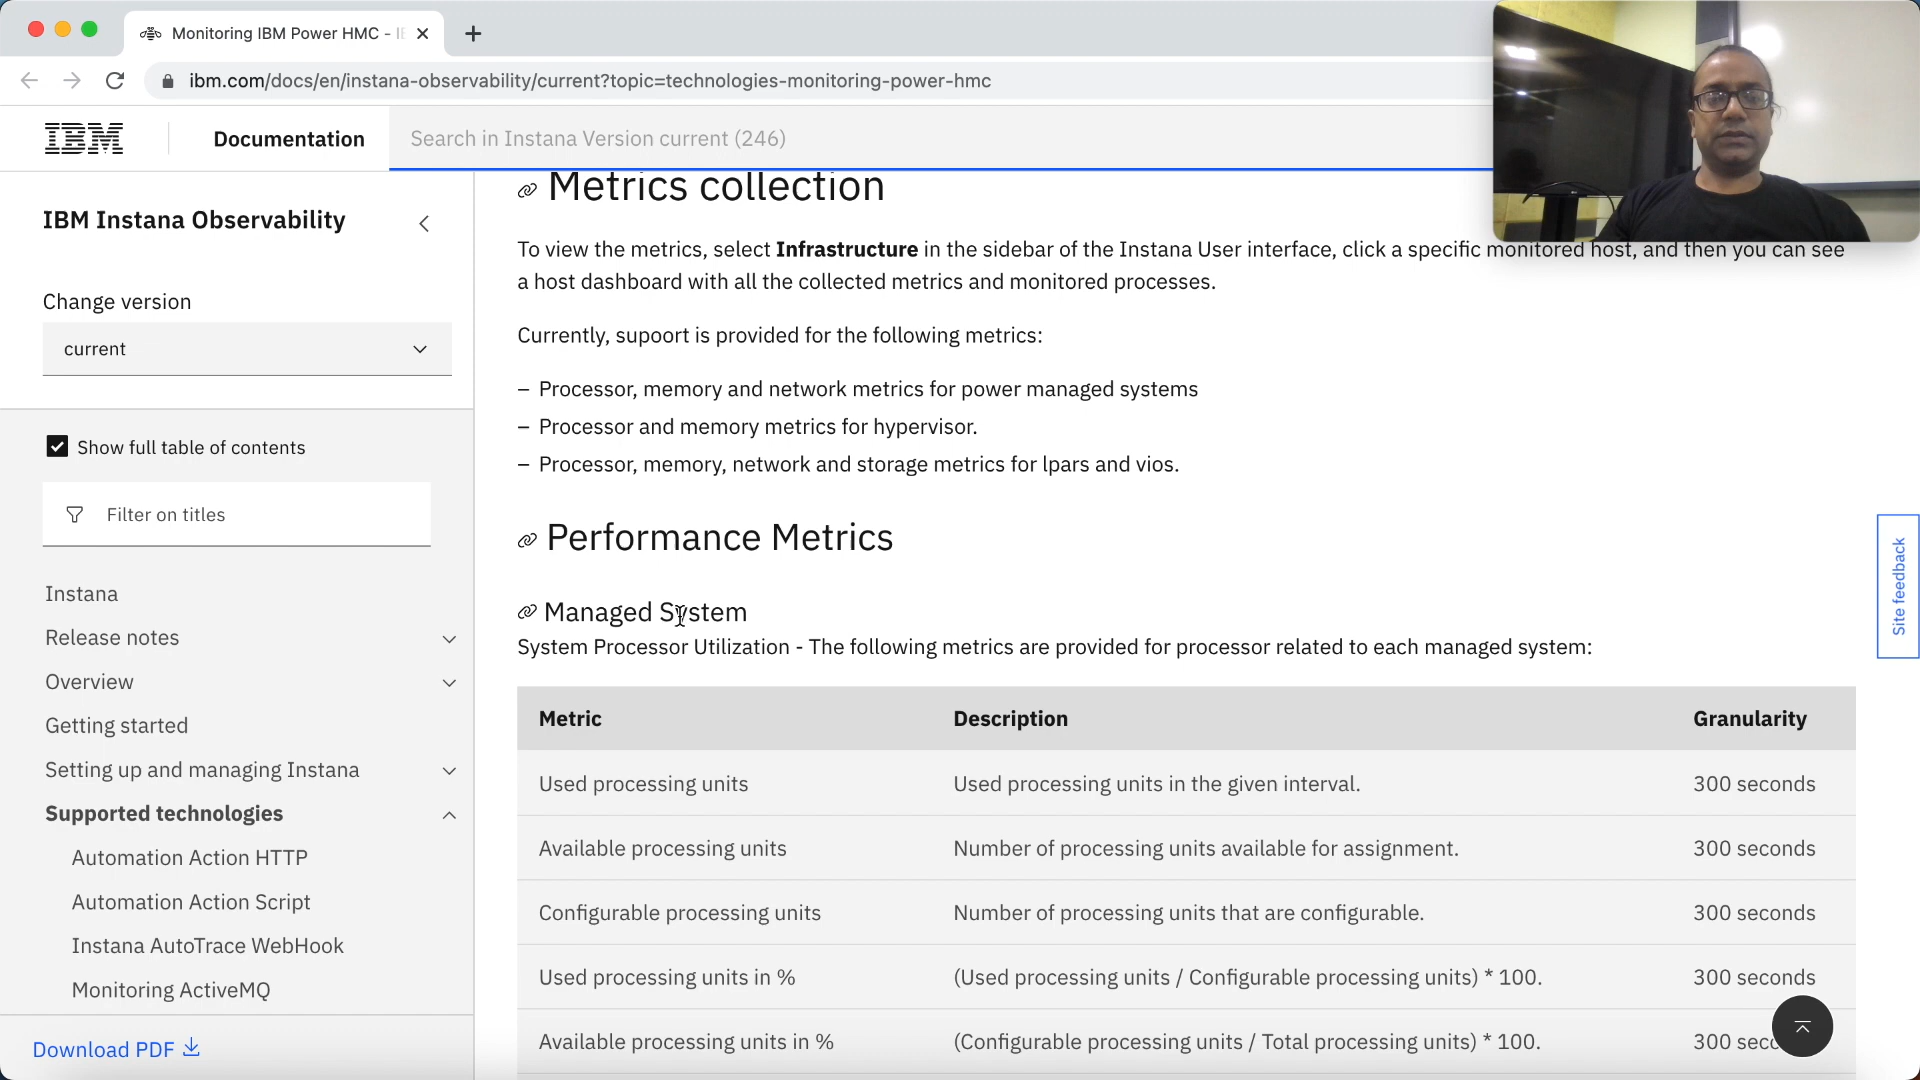 Monitoring IBM Power HMC - I
ibm.com/docs/en/instana-observability/current?topic=technologies-monitoring-power-hmc
IBM
Documentation
Search in Instana Version current (246)
IBM Instana Observability
Change version
current
Show full table of contents
Filter on titles
Instana
Release notes
Overview
Getting started
Setting up and managing Instana
Supported technologies
Automation Action HTTP
Automation Action Script
Instana AutoTrace WebHook
Monitoring ActiveMQ
Download PDF
Metrics collection
To view the metrics, select Infrastructure in the sidebar of the Instana User interface, click a specific monitored host, and then you can see
a host dashboard with all the collected metrics and monitored processes.
Currently, supoort is provided for the following metrics:
– Processor, memory and network metrics for power managed systems
– Processor and memory metrics for hypervisor.
– Processor, memory, network and storage metrics for lpars and vios.
Performance Metrics
Managed System
System Processor Utilization - The following metrics are provided for processor related to each managed system:
Metric Description Granularity
Used processing units Used processing units in the given interval. 300 seconds
Available processing units Number of processing units available for assignment. 300 seconds
Configurable processing units Number of processing units that are configurable. 300 seconds
Used processing units in % (Used processing units / Configurable processing units) * 100. 300 seconds
Available processing units in % (Configurable processing units / Total processing units) * 100. 300 sec
Site feedback